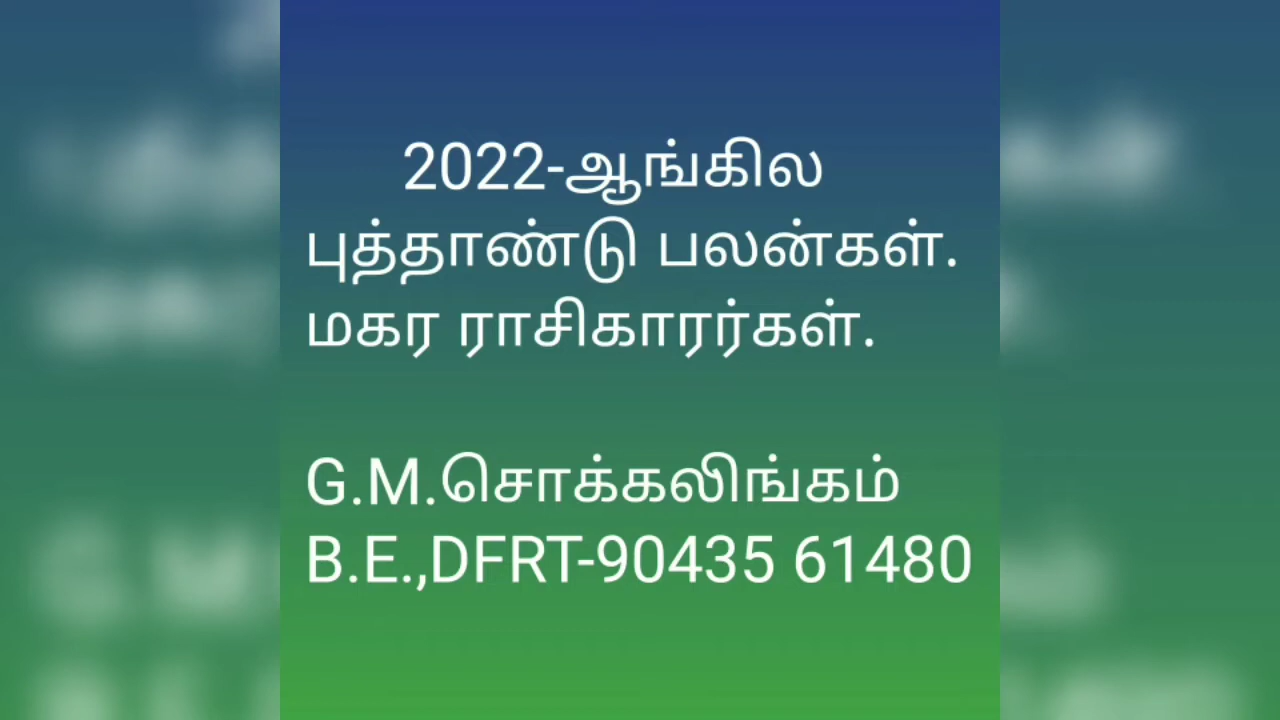 2022-ஆங்கில
புத்தாண்டு பலன்கள்.
மகர ராசிகாரர்கள்.
G.M.சொக்கலிங்கம்
B.E.,DFRT-90435 61480